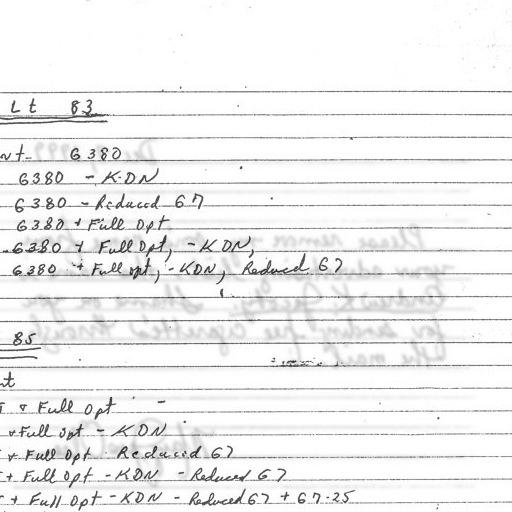 Lt 83
nt- 6380
6380 - KDN
6380 - Reduced 67
6380 + Full Opt
6380 + Full Opt, - KDN,
6380 + Full opt, - KDN, Reduced 67
85
nt
+ Full Opt -
+ Full Opt - KDN
+ Full Opt Reduced 67
+ Full Opt - KDN - Reduced 67
+ Full Opt - KDN - Reduced 67 + 67-25